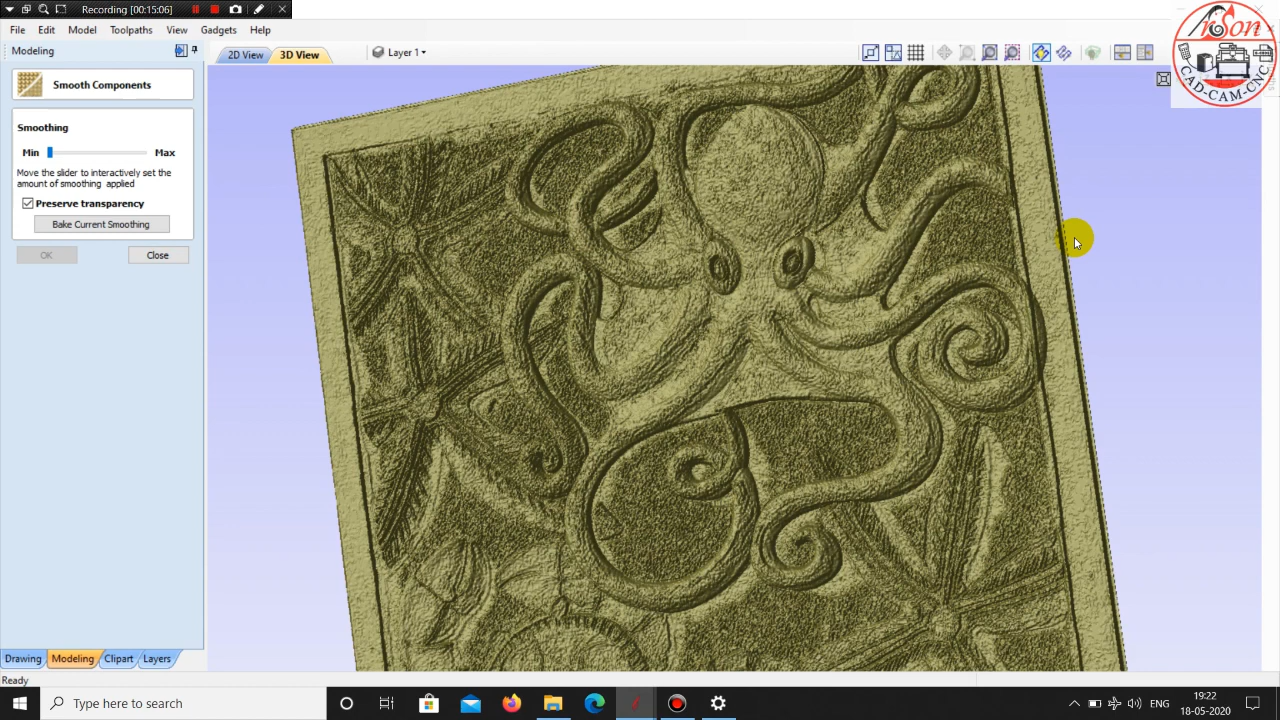 Recording [00:15:06]
File Edit Model Toolpaths View Gadgets Help
Modeling
2D View 3D View Layer 1
Smooth Components
Smoothing
Min Max
Move the slider to interactively set the
amount of smoothing applied
Preserve transparency
Bake Current Smoothing
OK Close
CAD-CAM-CNC
Drawing Modeling Clipart Layers
Ready
Type here to search
ENG
19:22
18-05-2020